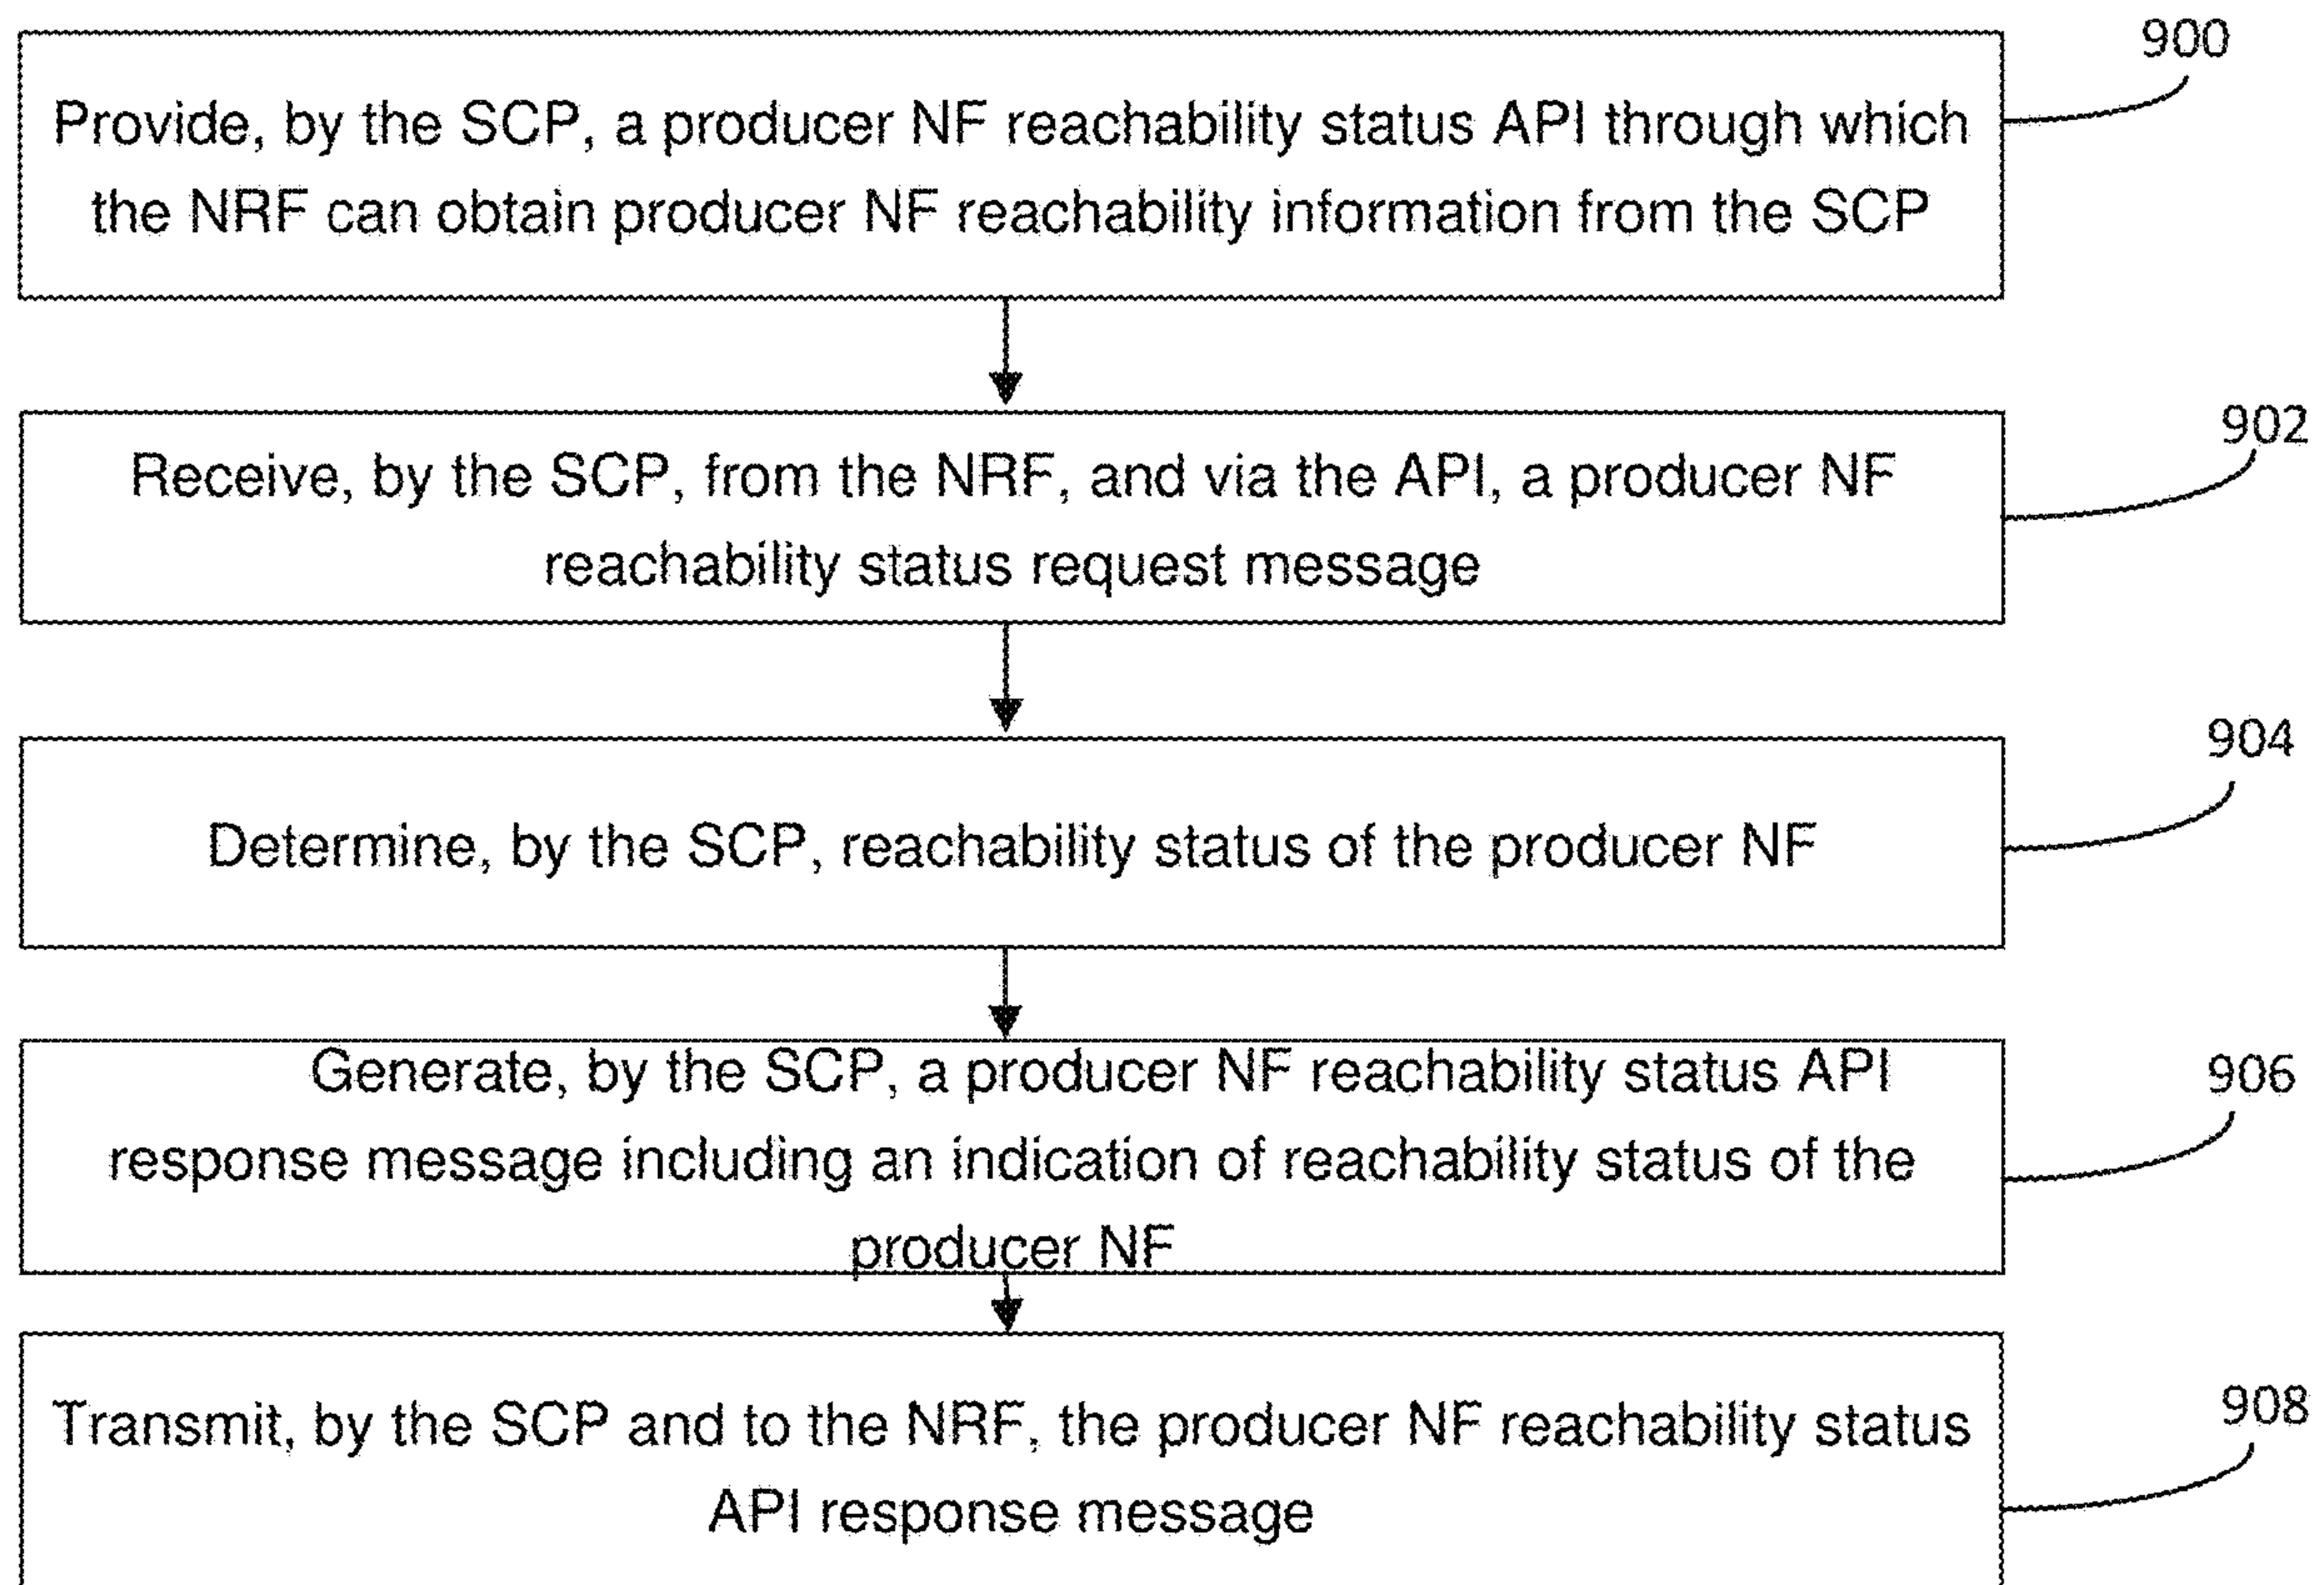 900
Provide, by the SCP, a producer NF reachability status API through which
the NRF can obtain producer NF reachability information from the SCP
902
Receive, by the SCP, from the NRF, and via the API, a producer NF
reachability status request message
904
Determine, by the SCP, reachability status of the producer NF
906
Generate, by the SCP, a producer NF reachability status API
response message including an indication of reachability status of the
producer NF
908
Transmit, by the SCP and to the NRF, the producer NF reachability status
API response message